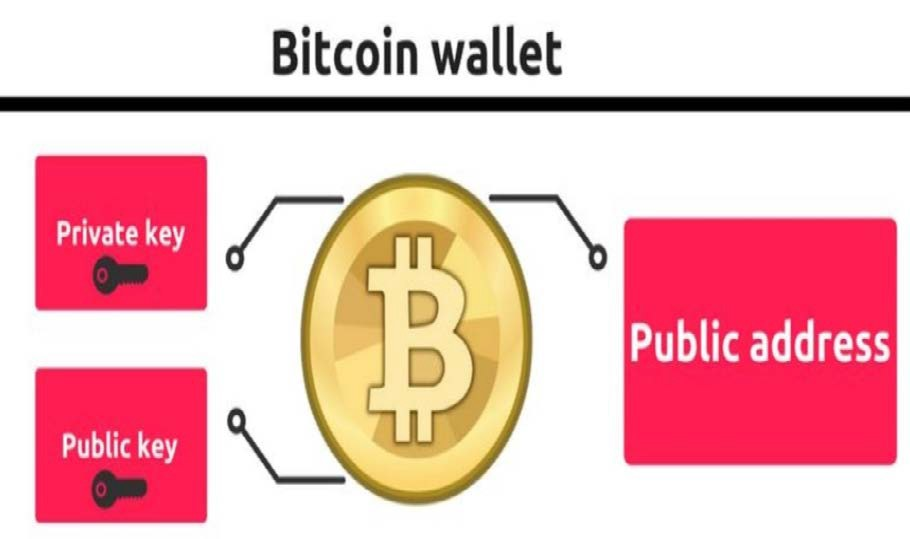 Bitcoin wallet
Private key
Public key
Public address